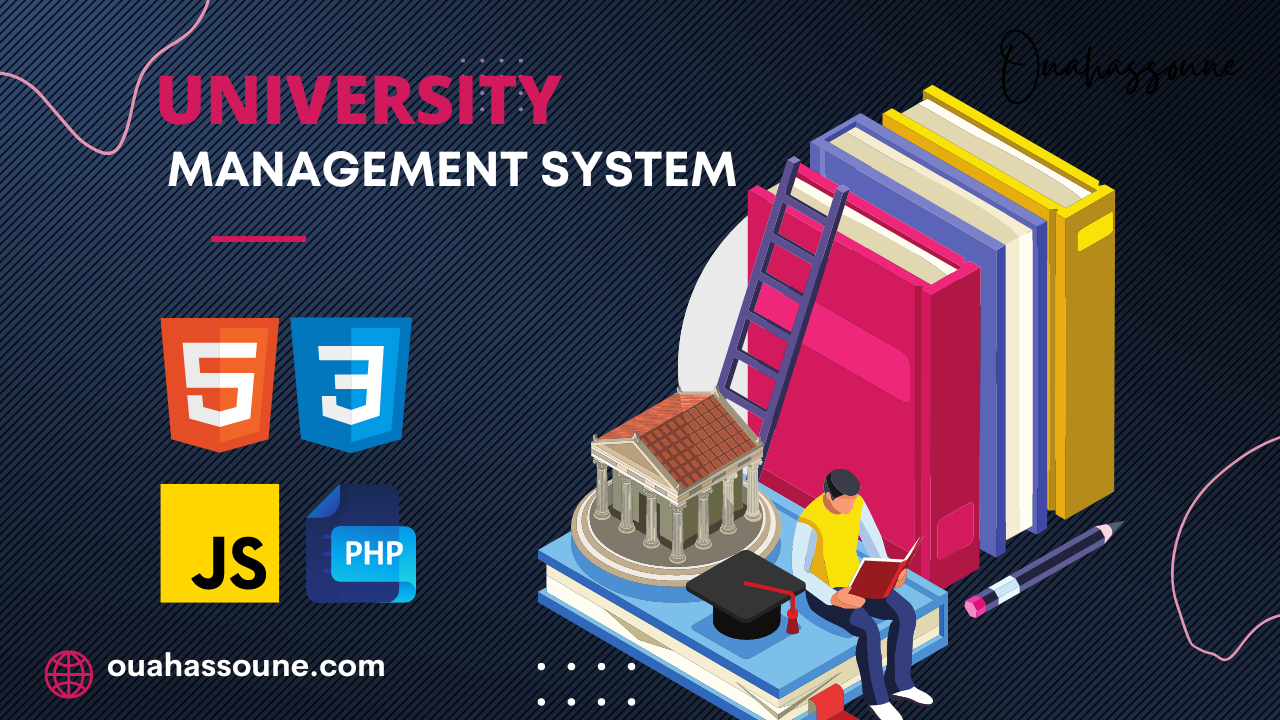 Ouahassoune
UNIVERSITY
MANAGEMENT SYSTEM
5 3
JS PHP
ouahassoune.com